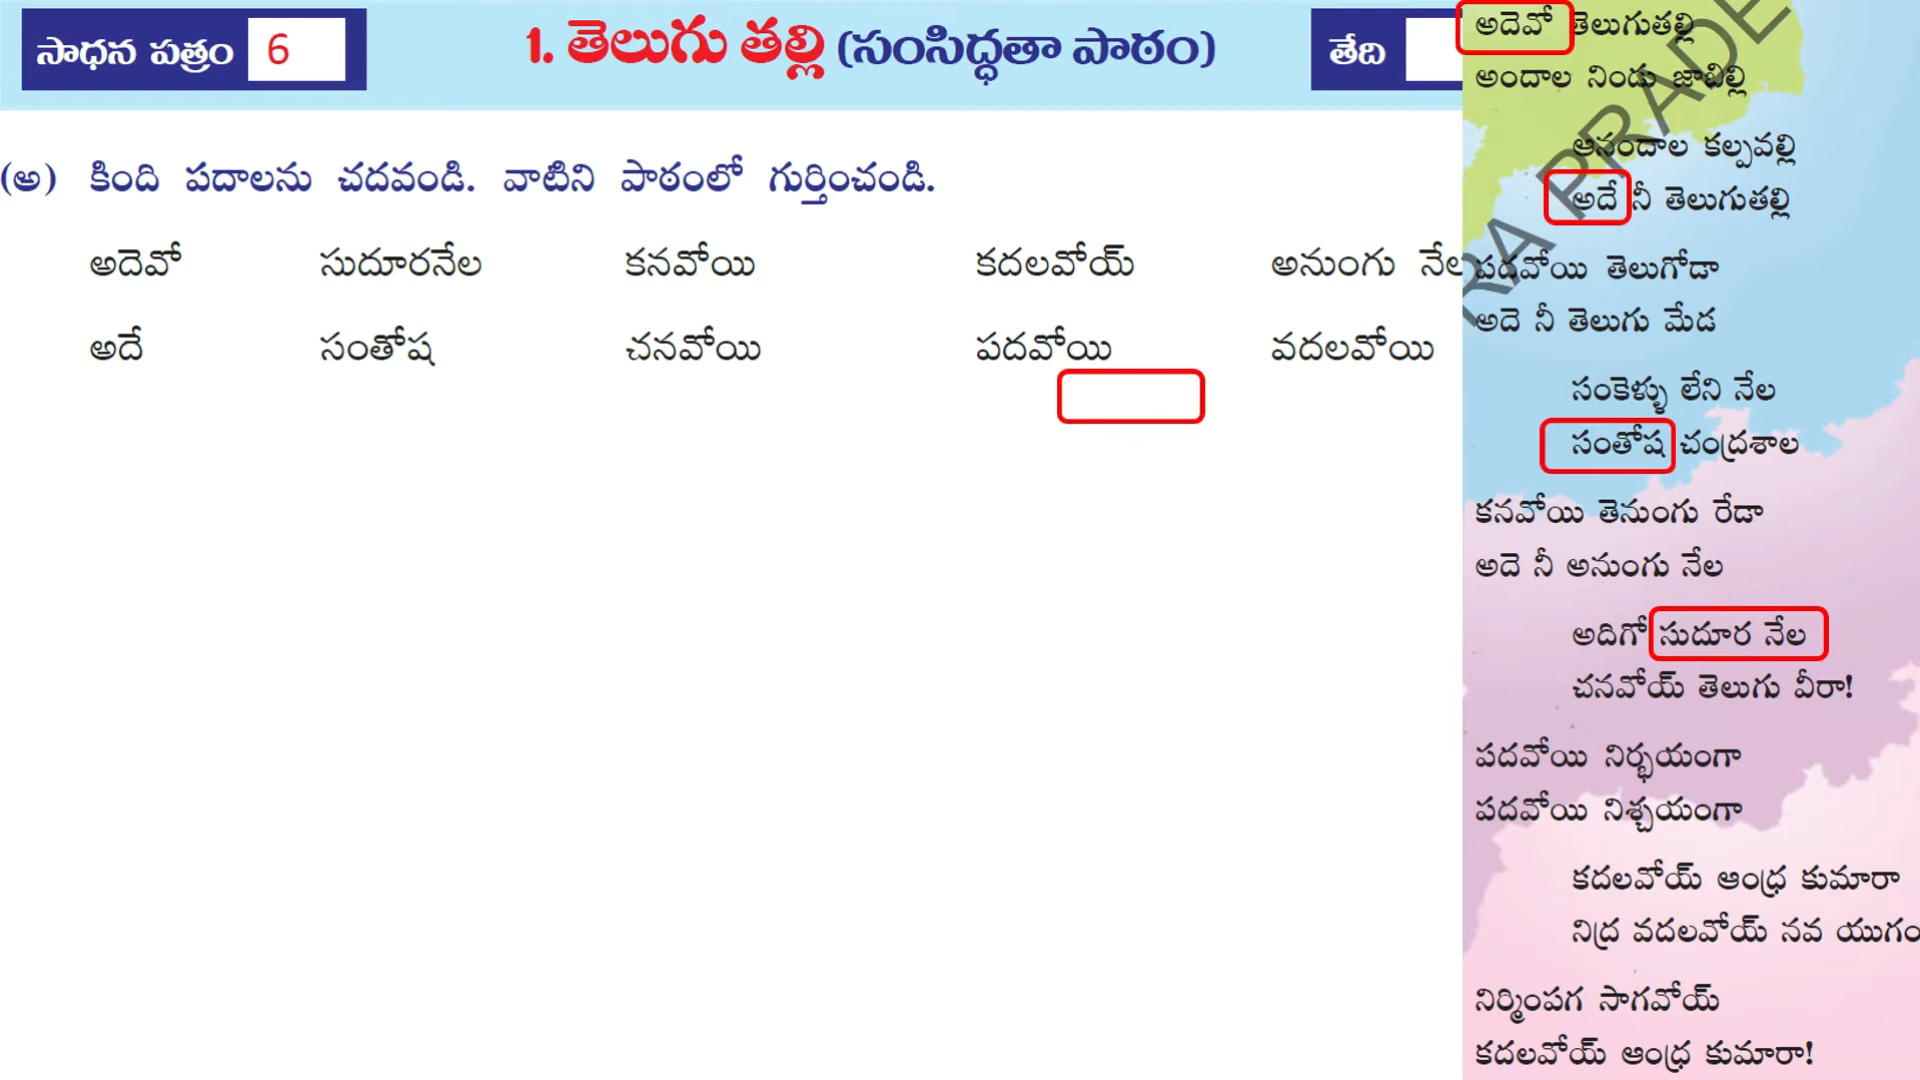 సాధన పత్రం 6
1. తెలుగు తల్లి (సంసిద్ధతా పాఠం)
తేది
(అ) కింది పదాలను చదవండి. వాటిని పాఠంలో గుర్తించండి.
అదెవో సుదూరనేల కనవోయి కదలవోయ్ అనుంగు నేల
అదే సంతోష చనవోయి పదవోయి వదలవోయి
అదెవో తెలుగుతల్లి
అందాల నిండు జాబిల్లి
ఆనందాల కల్పవల్లి
అదే నీ తెలుగుతల్లి
పదవోయి తెలుగోడా
అదె నీ తెలుగు మేడ
సంకెళ్ళు లేని నేల
సంతోష చంద్రశాల
కనవోయి తెనుంగు రేడా
అదె నీ అనుంగు నేల
అదిగో సుదూర నేల
చనవోయ్ తెలుగు వీరా!
పదవోయి నిర్భయంగా
పదవోయి నిశ్చయంగా
కదలవోయ్ ఆంధ్ర కుమారా
నిద్ర వదలవోయ్ నవ యుగం
నిర్మింపగ సాగవోయ్
కదలవోయ్ ఆంధ్ర కుమారా!
RA PRADE